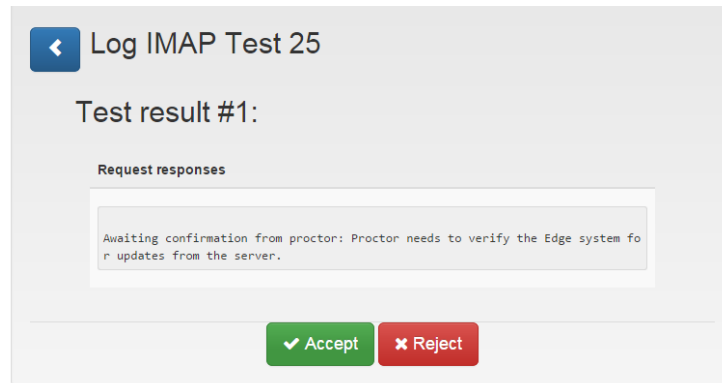 Log IMAP Test 25
Test result #1:
Request responses
Awaiting confirmation from proctor: Proctor needs to verify the Edge system fo
r updates from the server.
Accept
Reject